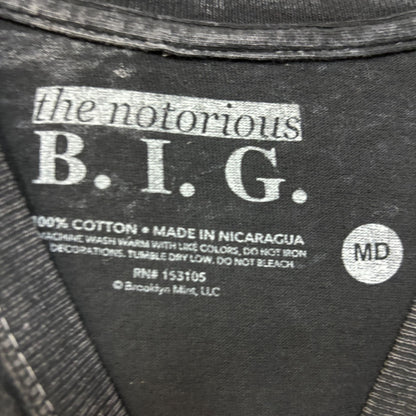 the notorious
B. I. G.
100% COTTON • MADE IN NICARAGUA
MACHINE WASH WARM WITH LIKE COLORS, DO NOT IRON
DECORATIONS. TUMBLE DRY LOW. DO NOT BLEACH
RN# 153105
© Brooklyn Mint, LLC
MD